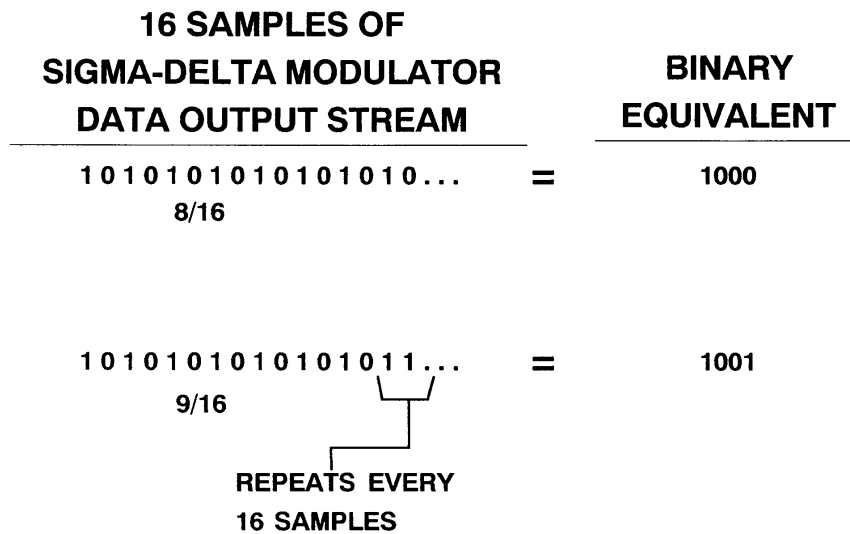 16 SAMPLES OF
SIGMA-DELTA MODULATOR
DATA OUTPUT STREAM
BINARY
EQUIVALENT
1010101010101010... = 1000
8/16
1010101010101011... = 1001
9/16
REPEATS EVERY
16 SAMPLES